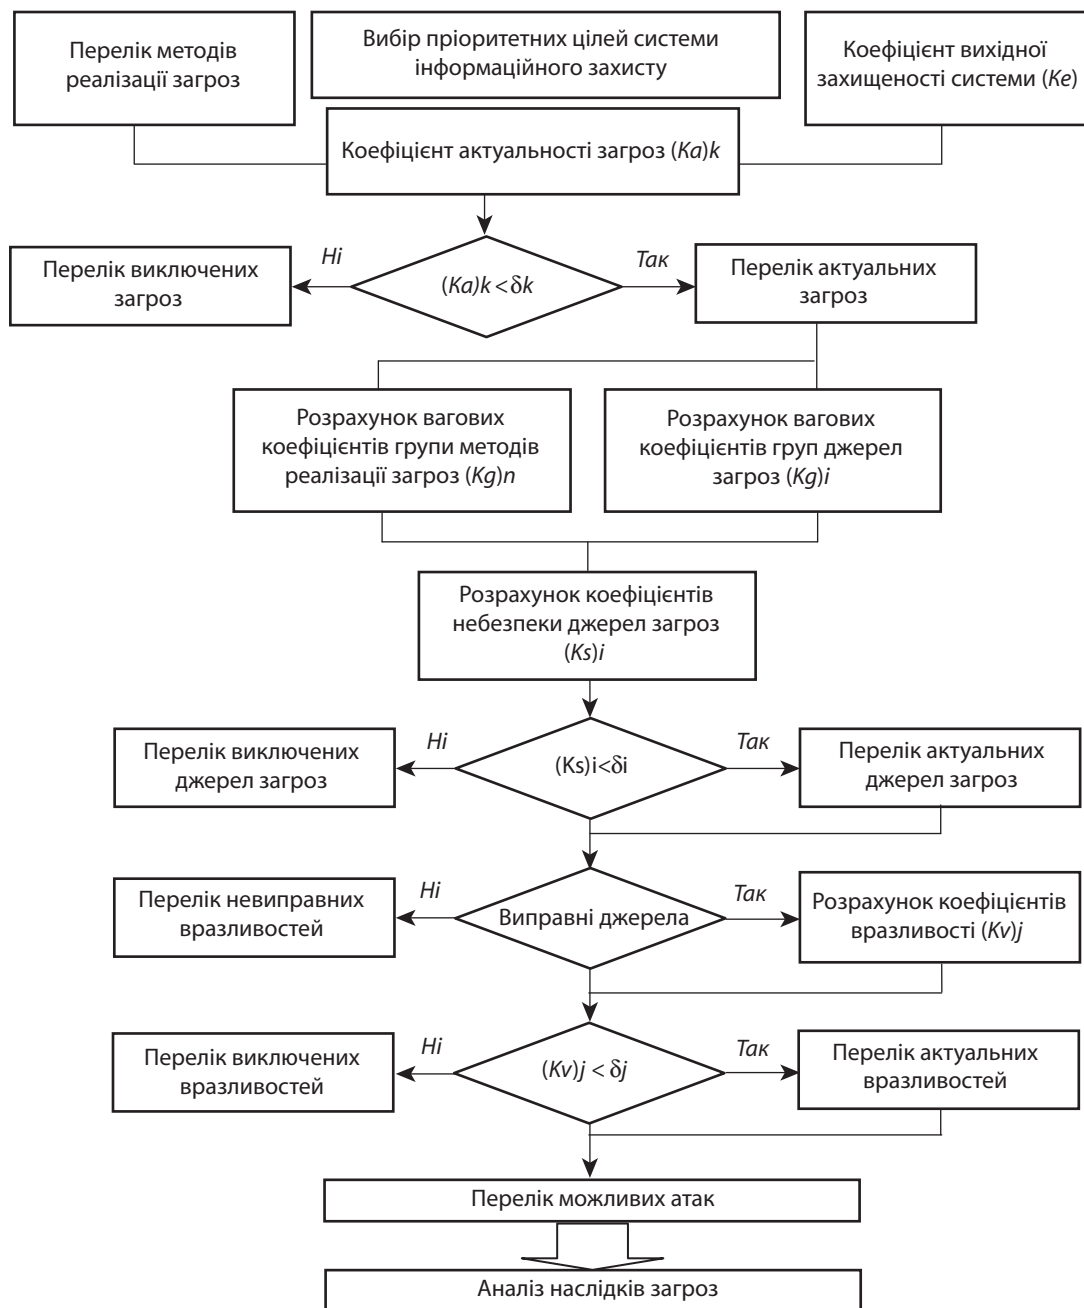 Перелік методів
реалізації загроз
Вибір пріоритетних цілей системи
інформаційного захисту
Коефіцієнт вихідної
захищеності системи (Ke)
Коефіцієнт актуальності загроз (Ka)k
Ні
Так
Перелік виключених
загроз
(Ka)k < δk
Перелік актуальних
загроз
Розрахунок вагових
коефіцієнтів групи методів
реалізації загроз (Kg)n
Розрахунок вагових
коефіцієнтів груп джерел
загроз (Kg)i
Розрахунок коефіцієнтів
небезпеки джерел загроз
(Ks)i
Ні
Так
Перелік виключених
джерел загроз
(Ks)i<δi
Перелік актуальних
джерел загроз
Ні
Так
Перелік невиправних
вразливостей
Виправні джерела
Розрахунок коефіцієнтів
вразливості (Kv)j
Ні
Так
Перелік виключених
вразливостей
(Kv)j < δj
Перелік актуальних
вразливостей
Перелік можливих атак
Аналіз наслідків загроз